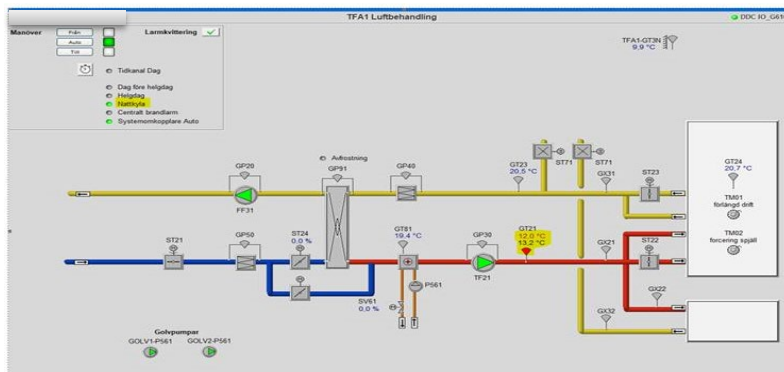 TFA1 Luftbehandling
DDC IO_G61
Manöver
Från
Larmkvittering
Auto
Till
TFA1-GT3N
9,9 °C
Tidkanal Dag
Dag före helgdag
Helgdag
Nattkyla
Centralt brandlarm
Systemomkopplare Auto
Avfrostning
GP20
GP91
GP40
GT23
20,5 °C
ST71
ST71
GX31
ST23
GT24
20,7 °C
FF31
TM01
förlängd drift
ST21
GP50
ST24
0,0 %
GT81
19,4 °C
GP30
GT21
12,0 °C
13,2 °C
GX21
ST22
TM02
forcering spjäll
TF21
P561
SV61
0,0 %
GX32
GX22
Golvpumpar
GOLV1-P561
GOLV2-P561